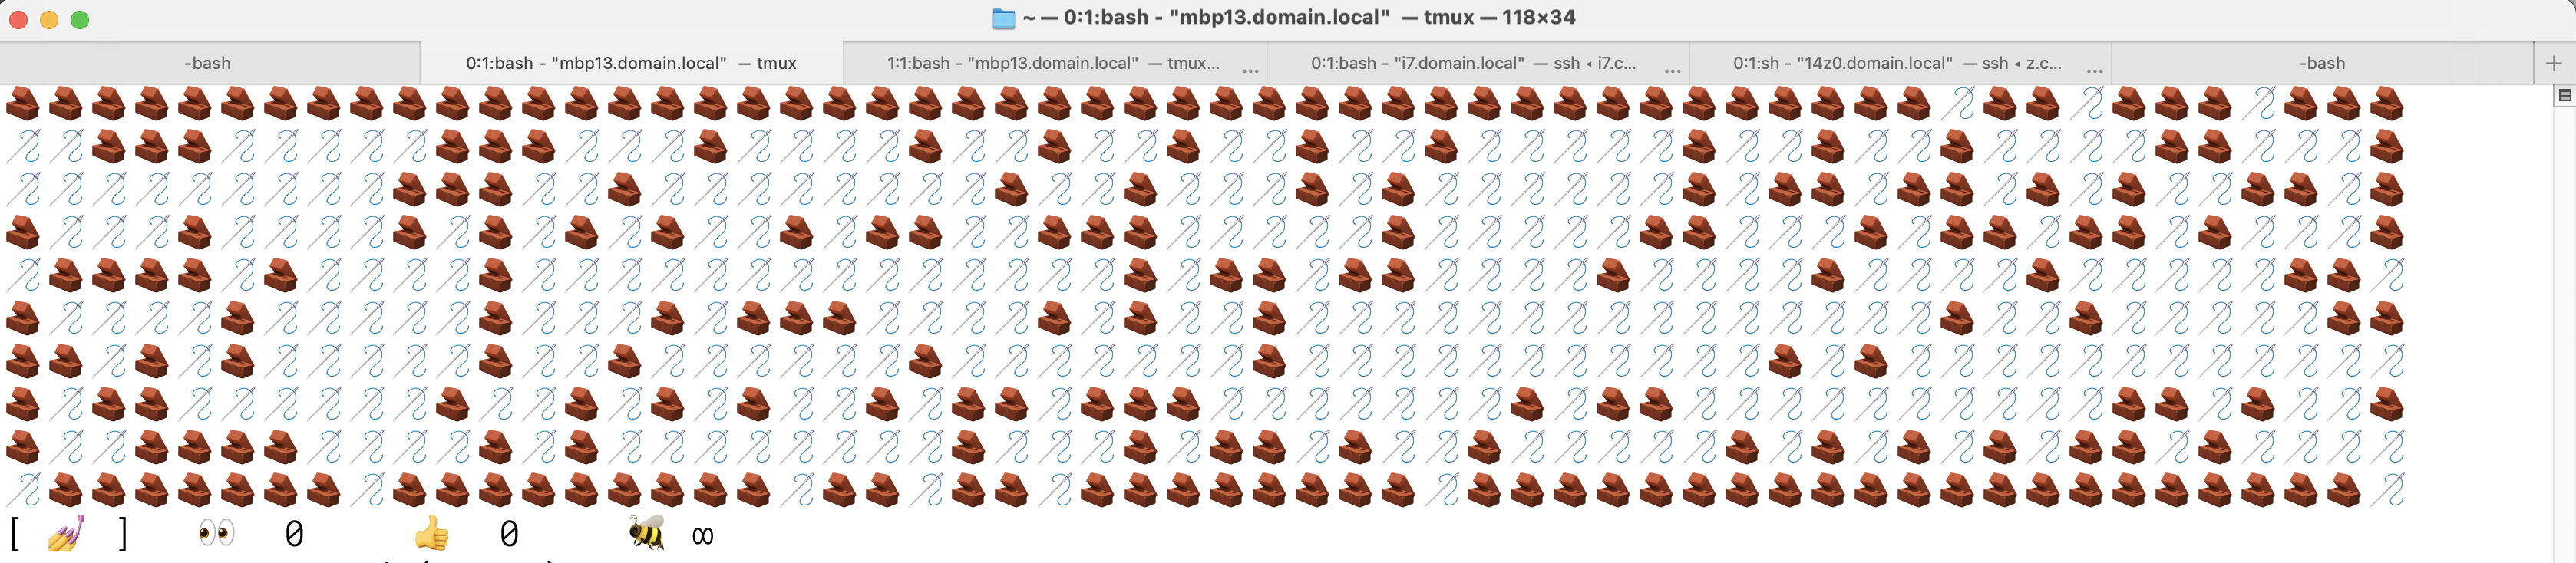 ~ — 0:1:bash - "mbp13.domain.local" — tmux — 118×34
-bash
0:1:bash - "mbp13.domain.local" — tmux
1:1:bash - "mbp13.domain.local" — tmux...
0:1:bash - "i7.domain.local" — ssh ◂ i7.c...
0:1:sh - "14z0.domain.local" — ssh ◂ z.c...
-bash
[ 💅 ] 👀 0 👍 0 🐝 ∞